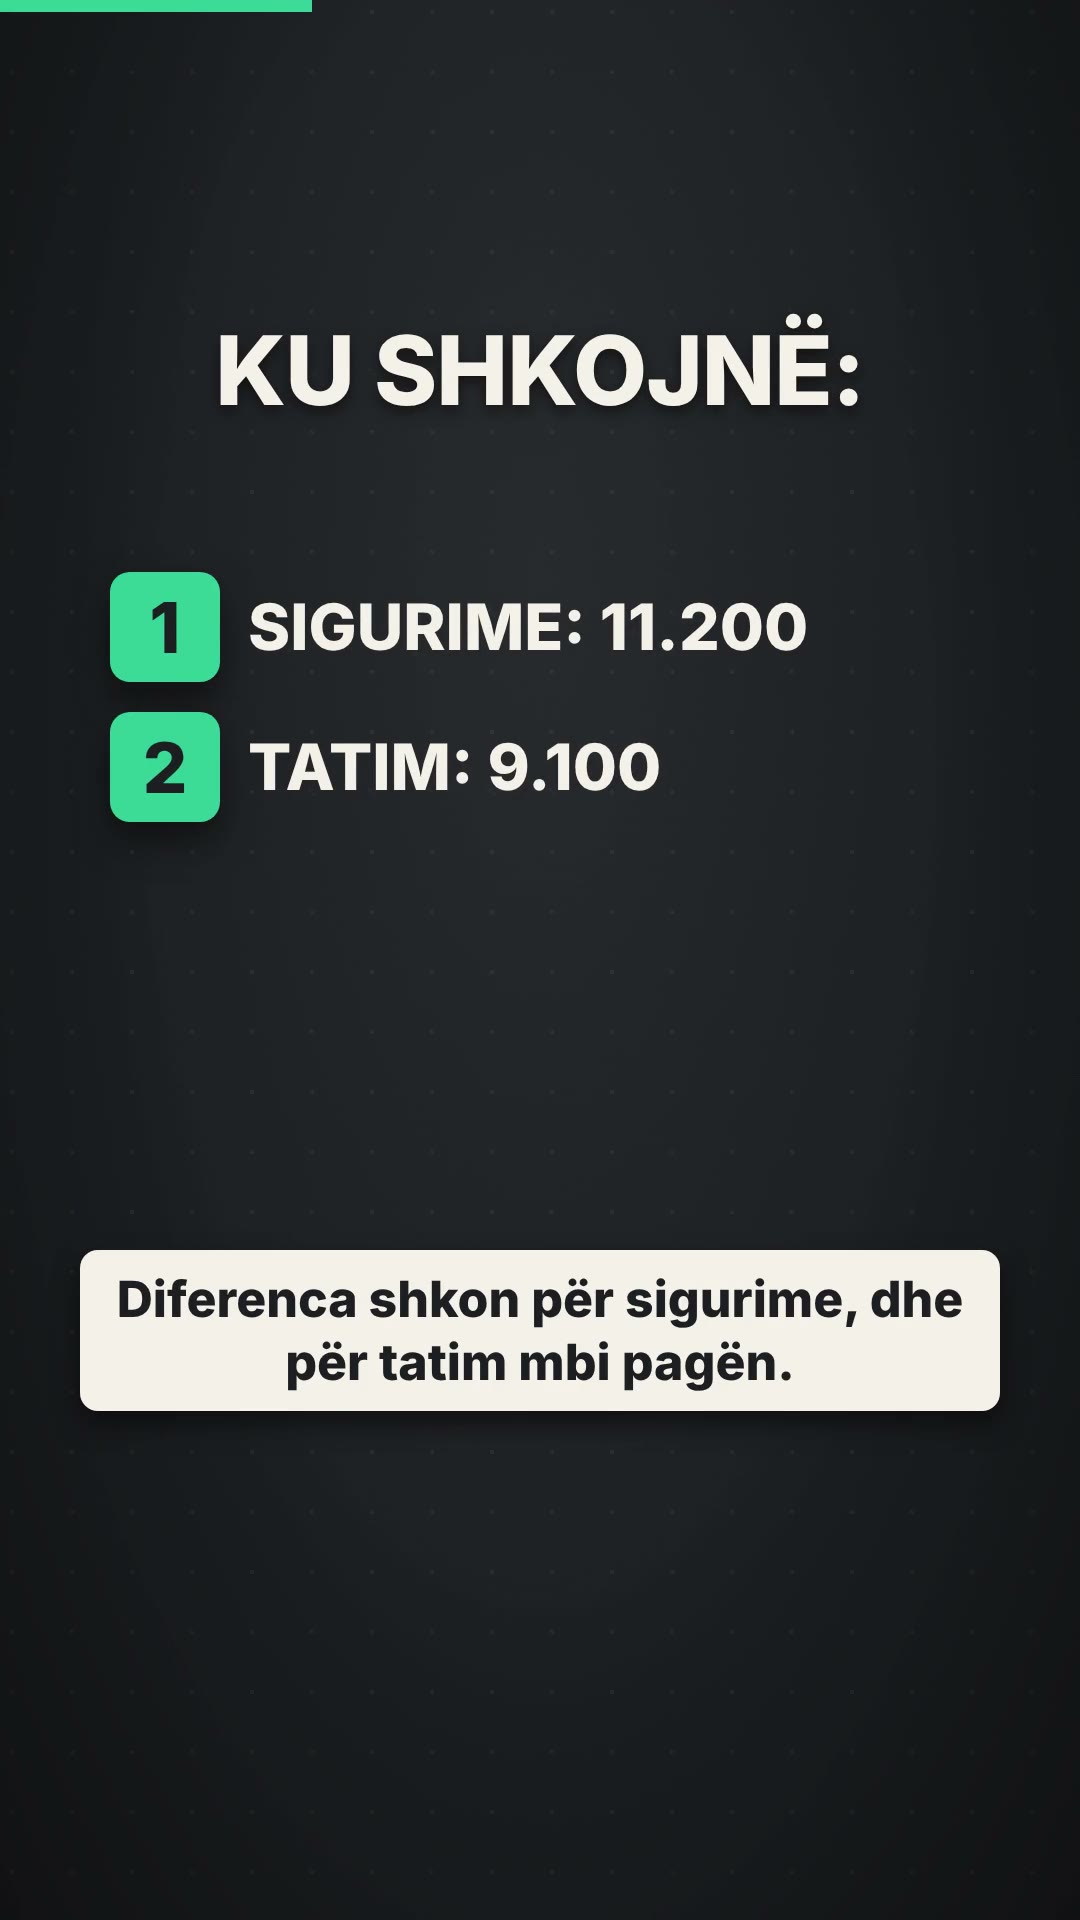 KU SHKOJNË:
1 SIGURIME: 11.200
2 TATIM: 9.100
Diferenca shkon për sigurime, dhe
për tatim mbi pagën.